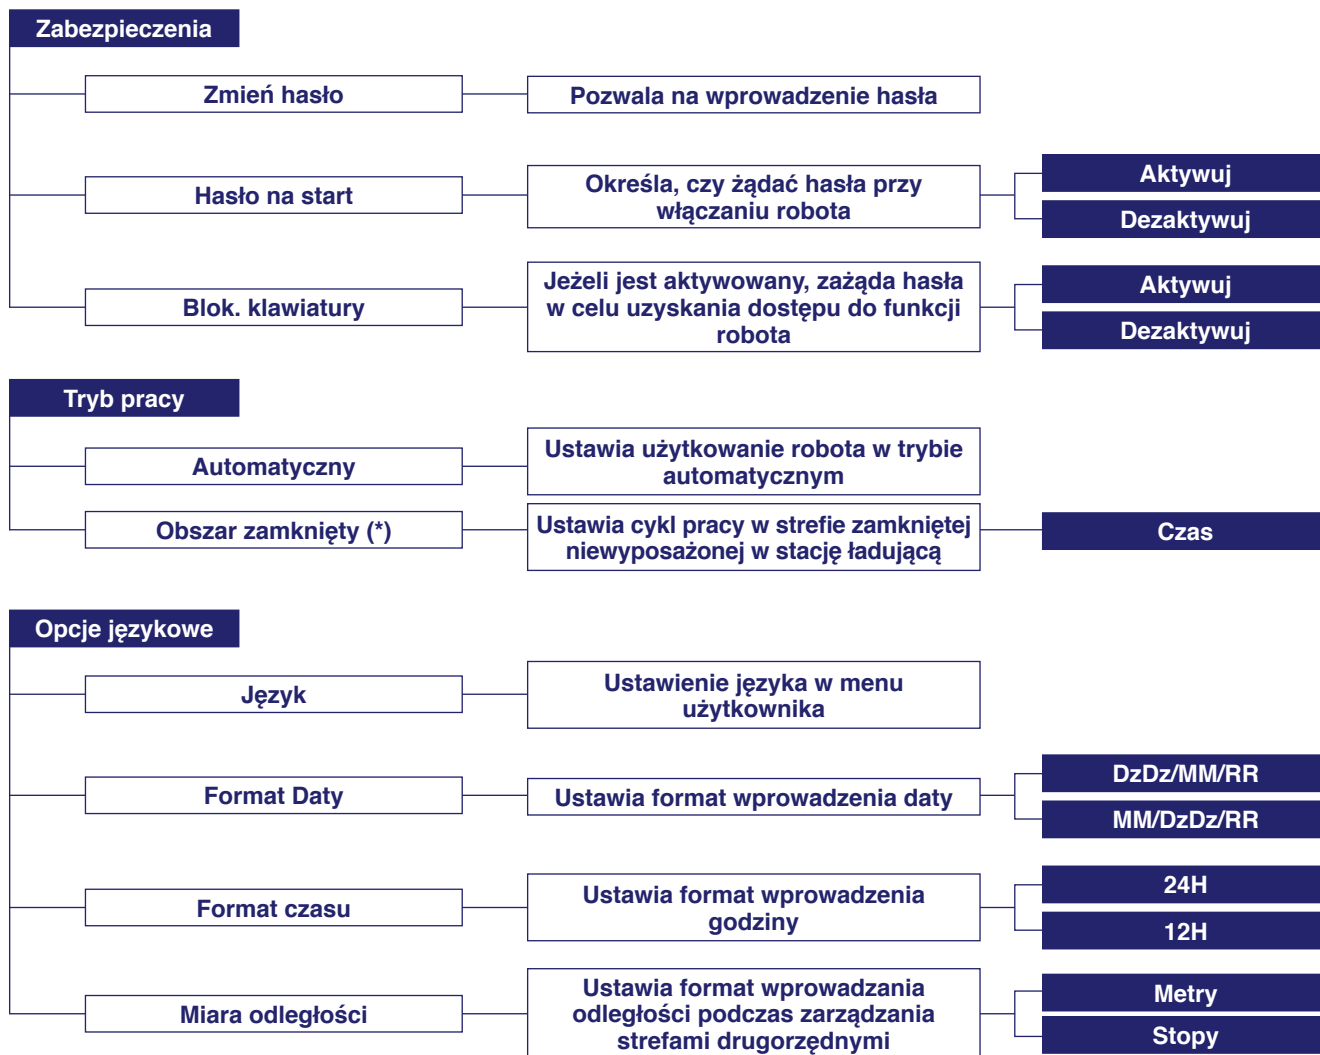 Zabezpieczenia
Zmień hasło
Pozwala na wprowadzenie hasła
Hasło na start
Określa, czy żądać hasła przy
włączaniu robota
Aktywuj
Dezaktywuj
Blok. klawiatury
Jeżeli jest aktywowany, zażąda hasła
w celu uzyskania dostępu do funkcji
robota
Aktywuj
Dezaktywuj
Tryb pracy
Automatyczny
Ustawia użytkowanie robota w trybie
automatycznym
Obszar zamknięty (*)
Ustawia cykl pracy w strefie zamkniętej
niewyposażonej w stację ładującą
Czas
Opcje językowe
Język
Ustawienie języka w menu
użytkownika
Format Daty
Ustawia format wprowadzenia daty
DzDz/MM/RR
MM/DzDz/RR
Format czasu
Ustawia format wprowadzenia
godziny
24H
12H
Miara odległości
Ustawia format wprowadzania
odległości podczas zarządzania
strefami drugorzędnymi
Metry
Stopy